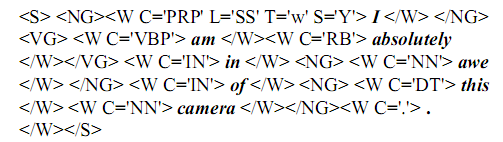 <S> <NG><W C='PRP' L='SS' T='w' S='Y'> I </W> </NG>
<VG> <W C='VBP'> am </W><W C='RB'> absolutely
</W></VG> <W C='IN'> in </W> <NG> <W C='NN'> awe
</W> </NG> <W C='IN'> of </W> <NG> <W C='DT'> this
</W> <W C='NN'> camera </W></NG><W C='.'> .
</W></S>